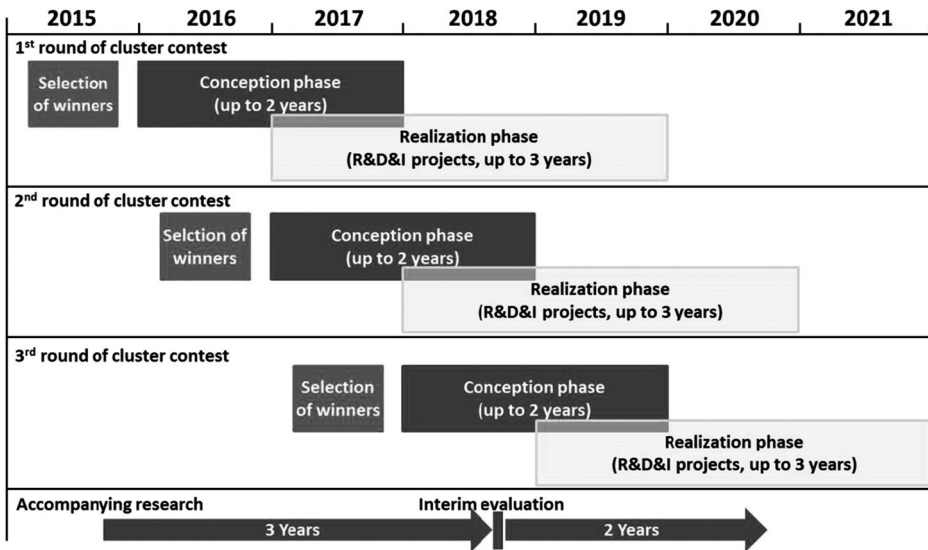 2015 2016 2017 2018 2019 2020 2021
1st round of cluster contest
Selection
of winners
Conception phase
(up to 2 years)
Realization phase
(R&D&I projects, up to 3 years)
2nd round of cluster contest
Selction of
winners
Conception phase
(up to 2 years)
Realization phase
(R&D&I projects, up to 3 years)
3rd round of cluster contest
Selection
of winners
Conception phase
(up to 2 years)
Realization phase
(R&D&I projects, up to 3 years)
Accompanying research
Interim evaluation
3 Years
2 Years